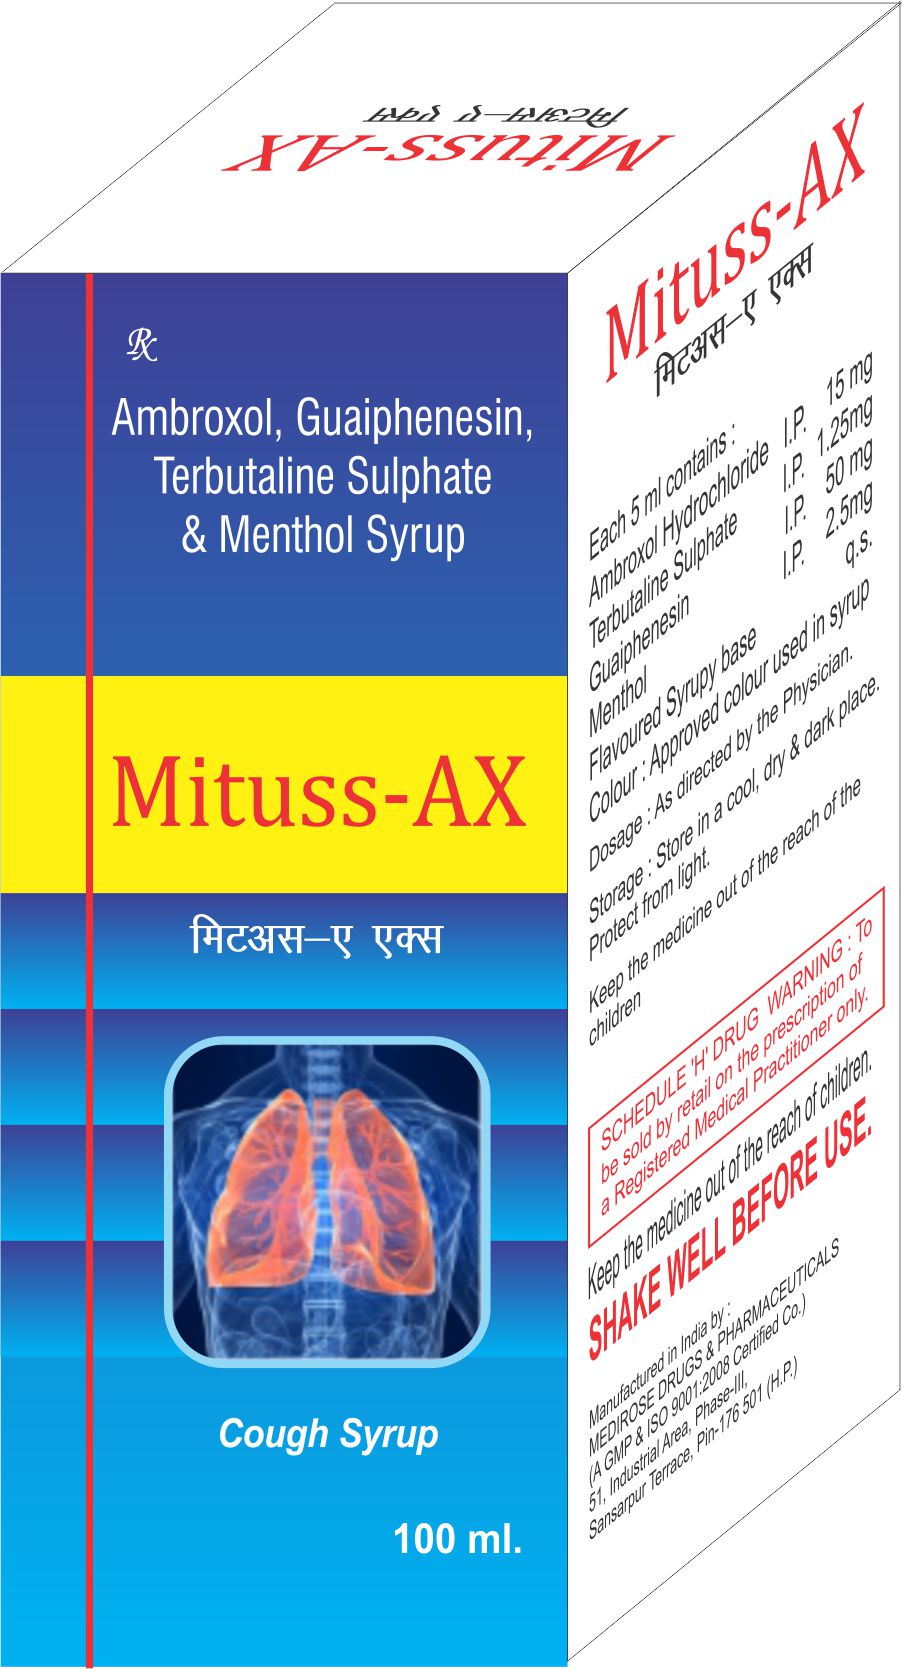 मिटअस–ए एक्स
Mituss-AX
Rx
Ambroxol, Guaiphenesin,
Terbutaline Sulphate
& Menthol Syrup
Mituss-AX
मिटअस–ए एक्स
Cough Syrup
100 ml.
Mituss-AX
मिटअस–ए एक्स
Each 5 ml contains :
Ambroxol Hydrochloride I.P. 15 mg
Terbutaline Sulphate I.P. 1.25mg
Guaiphenesin I.P. 50 mg
Menthol I.P. 2.5mg
Flavoured Syrupy base q.s.
Colour : Approved colour used in syrup
Dosage : As directed by the Physician.
Storage : Store in a cool, dry & dark place.
Protect from light.
Keep the medicine out of the reach of the
children
SCHEDULE 'H' DRUG WARNING : To
be sold by retail on the prescription of
a Registered Medical Practitioner only.
Keep the medicine out of the reach of children.
SHAKE WELL BEFORE USE.
Manufactured in India by :
MEDIROSE DRUGS & PHARMACEUTICALS
(A GMP & ISO 9001:2008 Certified Co.)
51, Industrial Area, Phase-III,
Sansarpur Terrace, Pin-176 501 (H.P.)